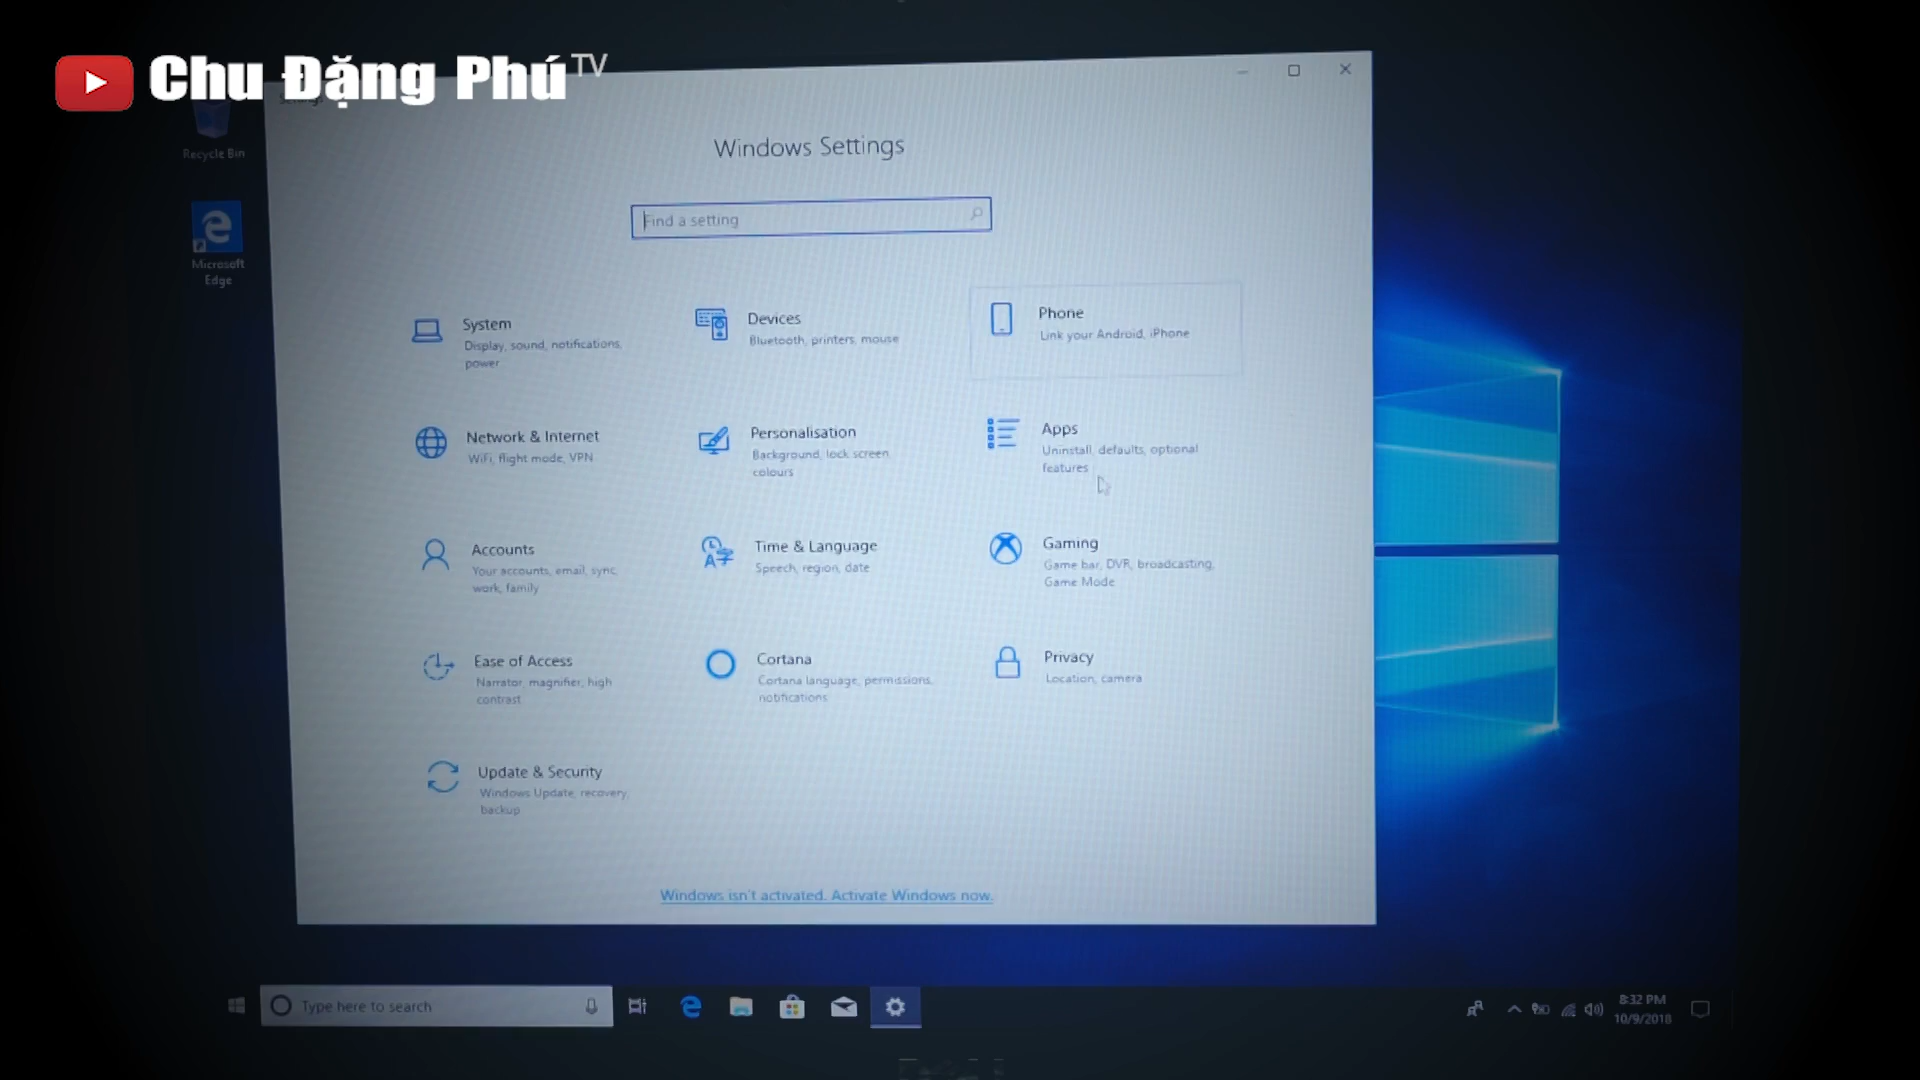 Chu Đặng Phú TV
Recycle Bin
Microsoft
Edge
Windows Settings
Find a setting
System
Display, sound, notifications,
power
Devices
Bluetooth, printers, mouse
Phone
Link your Android, iPhone
Network & Internet
WiFi, flight mode, VPN
Personalisation
Background, lock screen,
colours
Apps
Uninstall, defaults, optional
features
Accounts
Your accounts, email, sync,
work, family
Time & Language
Speech, region, date
Gaming
Game bar, DVR, broadcasting,
Game Mode
Ease of Access
Narrator, magnifier, high
contrast
Cortana
Cortana language, permissions,
notifications
Privacy
Location, camera
Update & Security
Windows Update, recovery,
backup
Windows isn't activated. Activate Windows now.
Type here to search
8:32 PM
10/9/2018